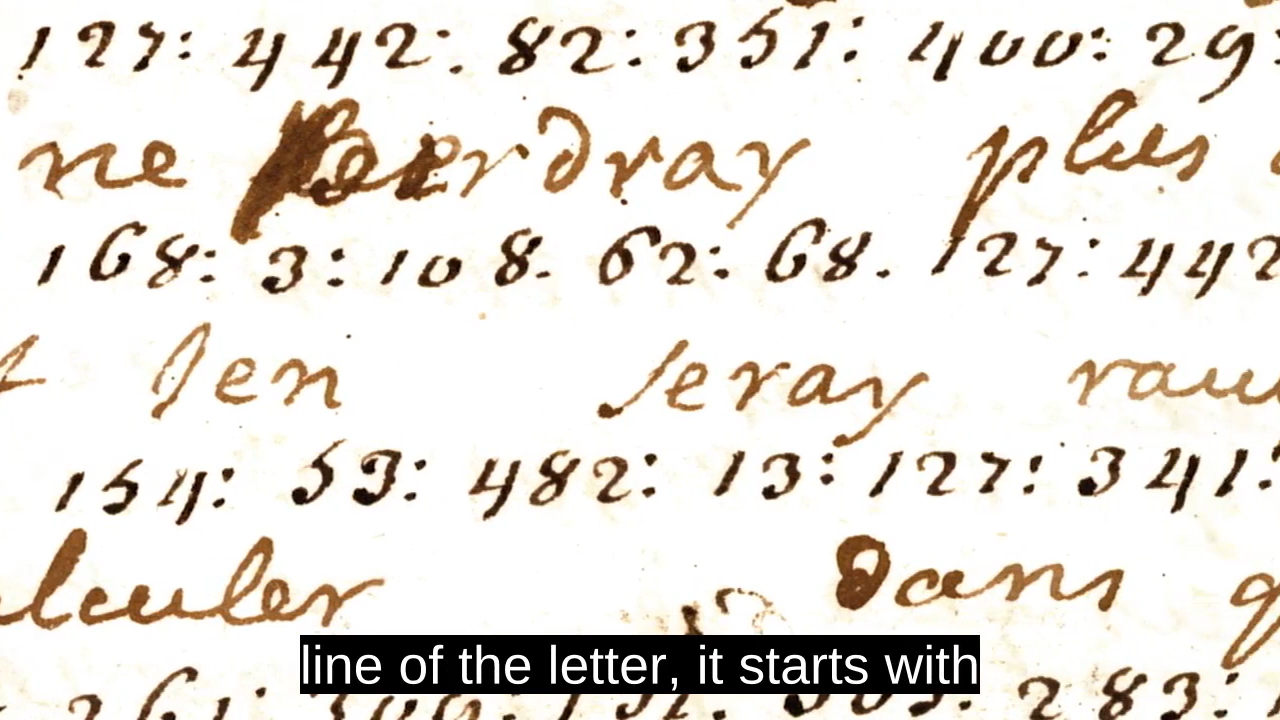 127: 442: 82: 351: 400: 29
ne perdray plus
168: 3: 108. 62: 68. 127: 442
Jen seray
154: 53: 482: 13: 127: 341:
lculer Dans
283:
line of the letter, it starts with